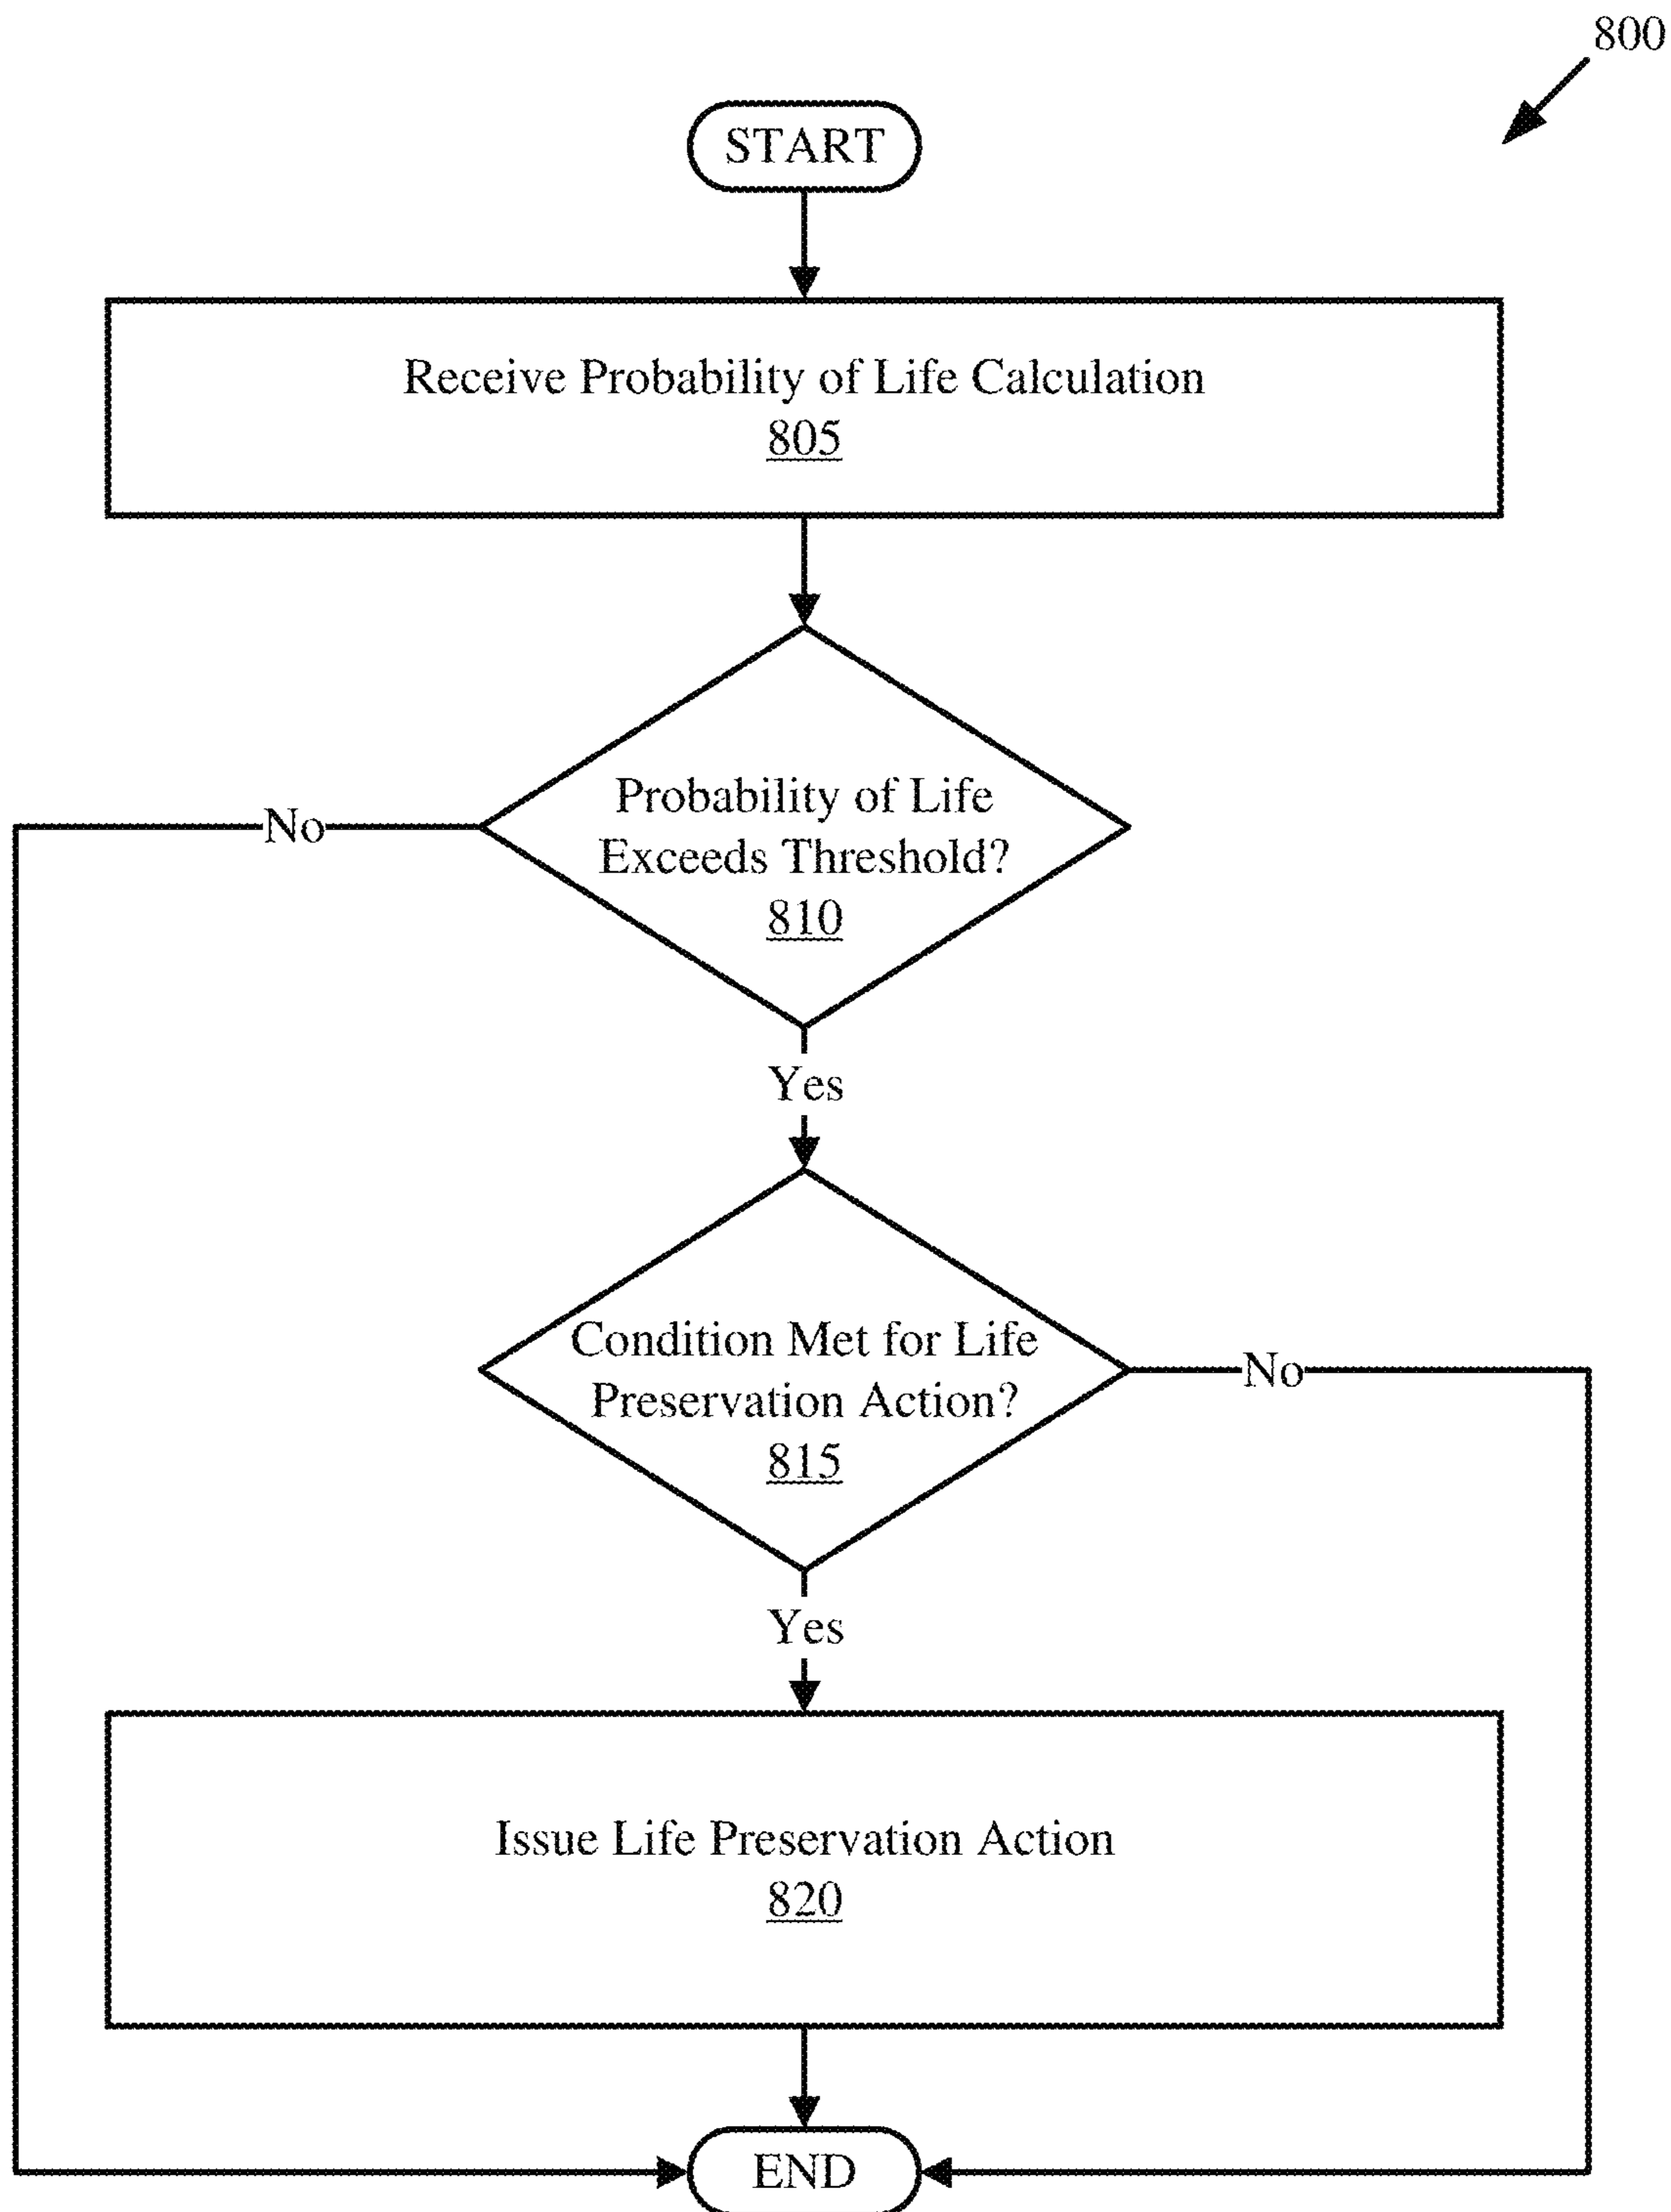 800
START
Receive Probability of Life Calculation
805
Probability of Life
Exceeds Threshold?
810
No
Yes
Condition Met for Life
Preservation Action?
815
No
Yes
Issue Life Preservation Action
820
END